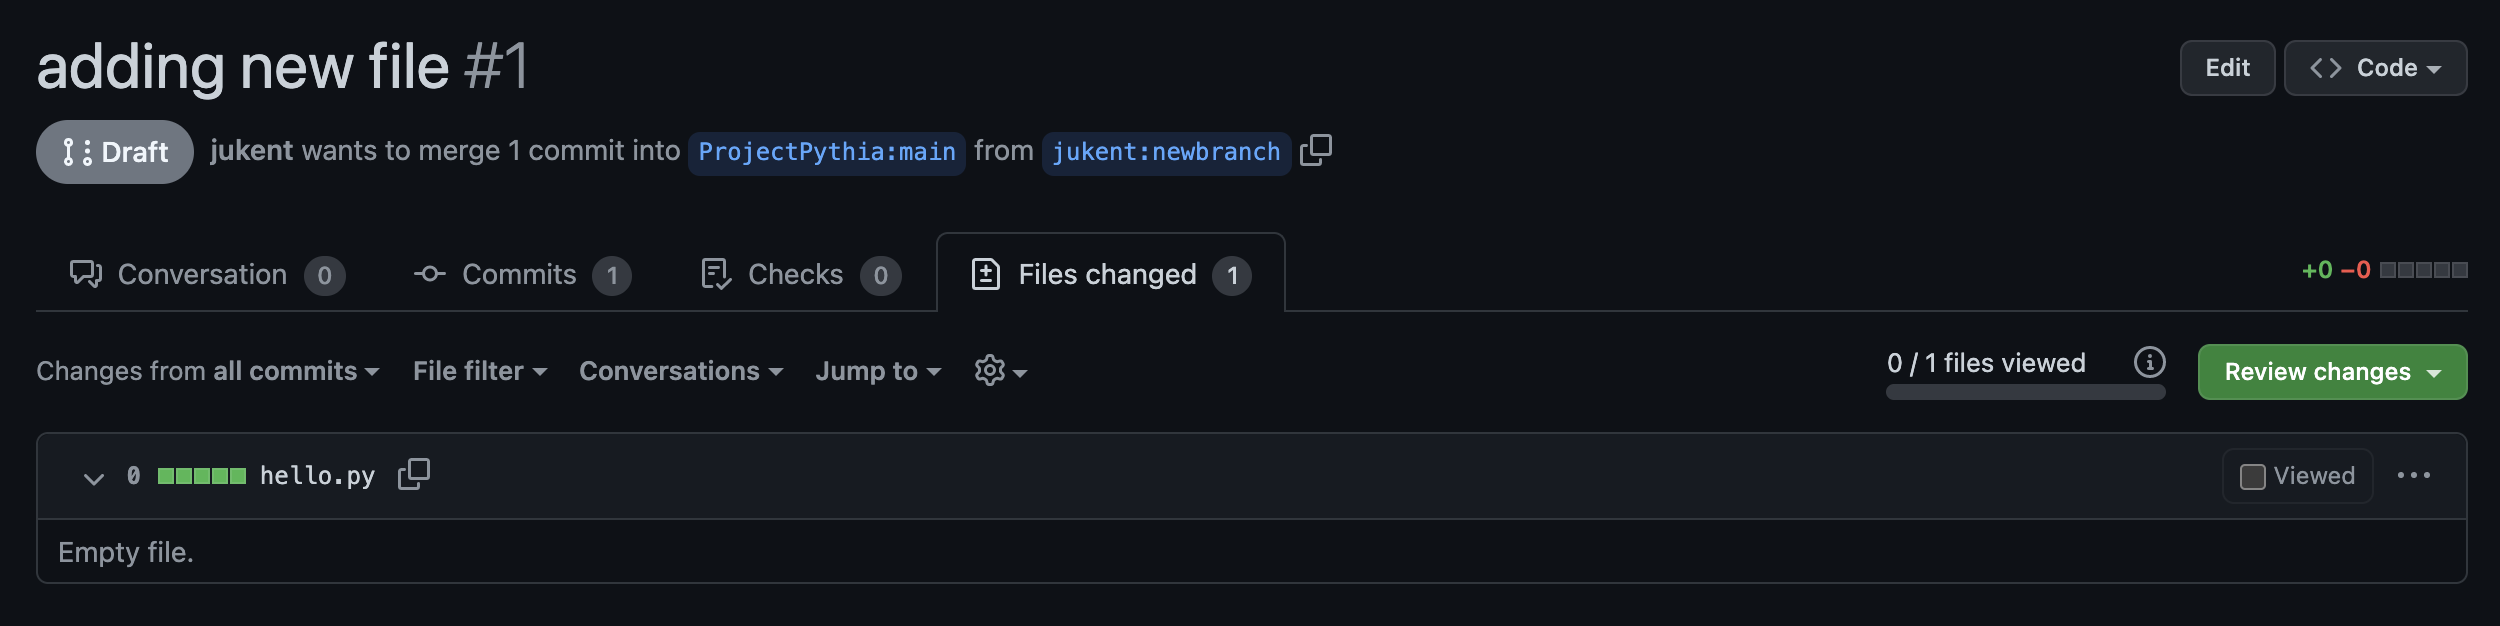 adding new file #1
Edit
Code
Draft
jukent wants to merge 1 commit into ProjectPythia:main from jukent:newbranch
Conversation 0
Commits 1
Checks 0
Files changed 1
+0 −0
Changes from all commits
File filter
Conversations
Jump to
0 / 1 files viewed
Review changes
0 hello.py
Viewed
Empty file.